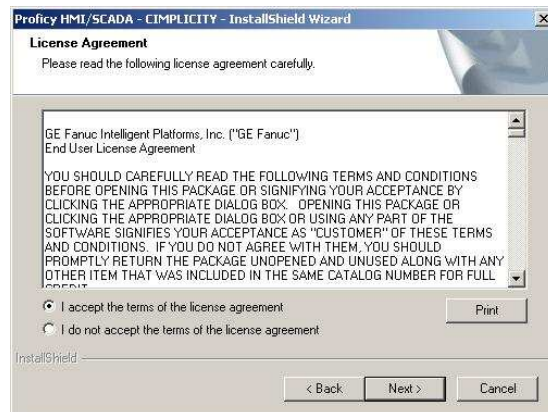 Proficy HMI/SCADA - CIMPLICITY - InstallShield Wizard
License Agreement
Please read the following license agreement carefully.
GE Fanuc Intelligent Platforms, Inc. ("GE Fanuc")
End User License Agreement
YOU SHOULD CAREFULLY READ THE FOLLOWING TERMS AND CONDITIONS
BEFORE OPENING THIS PACKAGE OR SIGNIFYING YOUR ACCEPTANCE BY
CLICKING THE APPROPRIATE DIALOG BOX.  OPENING THIS PACKAGE OR
CLICKING THE APPROPRIATE DIALOG BOX OR USING ANY PART OF THE
SOFTWARE SIGNIFIES YOUR ACCEPTANCE AS "CUSTOMER" OF THESE TERMS
AND CONDITIONS.  IF YOU DO NOT AGREE WITH THEM, YOU SHOULD
PROMPTLY RETURN THE PACKAGE UNOPENED AND UNUSED ALONG WITH ANY
OTHER ITEM THAT WAS INCLUDED IN THE SAME CATALOG NUMBER FOR FULL
CREDIT.
I accept the terms of the license agreement
Print
I do not accept the terms of the license agreement
InstallShield
< Back
Next >
Cancel